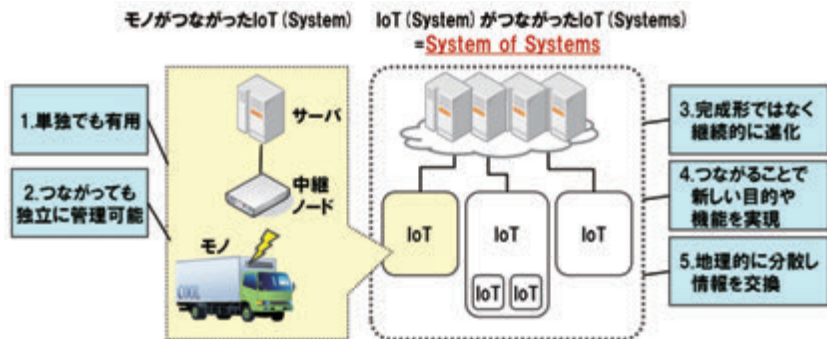 モノがつながったIoT(System)
IoT(System)がつながったIoT(Systems)
=System of Systems
1.単独でも有用
2.つながっても
独立に管理可能
サーバ
中継
ノード
モノ
COOL
IoT
IoT
IoT
IoT
IoT
3.完成形ではなく
継続的に進化
4.つながることで
新しい目的や
機能を実現
5.地理的に分散し
情報を交換